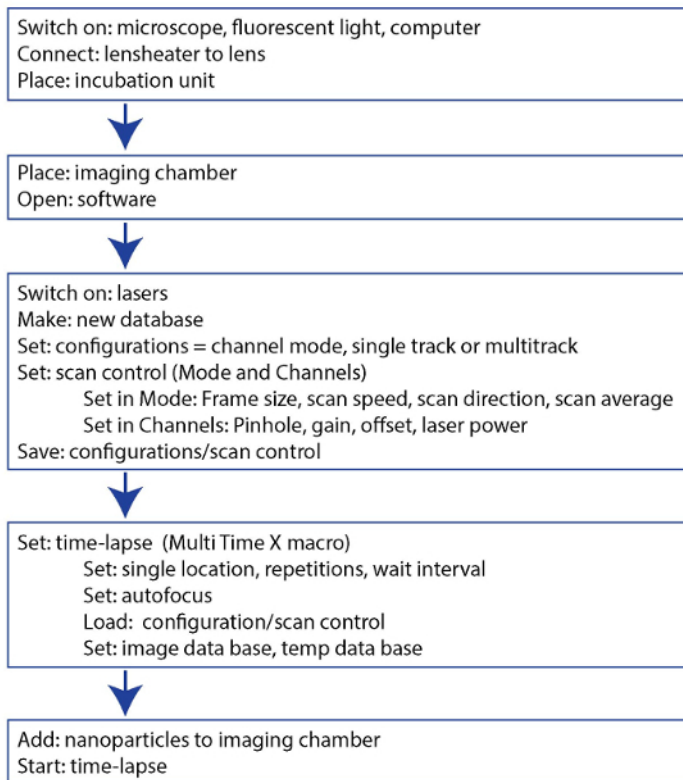 Switch on: microscope, fluorescent light, computer
Connect: lensheater to lens
Place: incubation unit
Place: imaging chamber
Open: software
Switch on: lasers
Make: new database
Set: configurations = channel mode, single track or multitrack
Set: scan control (Mode and Channels)
Set in Mode: Frame size, scan speed, scan direction, scan average
Set in Channels: Pinhole, gain, offset, laser power
Save: configurations/scan control
Set: time-lapse (Multi Time X macro)
Set: single location, repetitions, wait interval
Set: autofocus
Load: configuration/scan control
Set: image data base, temp data base
Add: nanoparticles to imaging chamber
Start: time-lapse